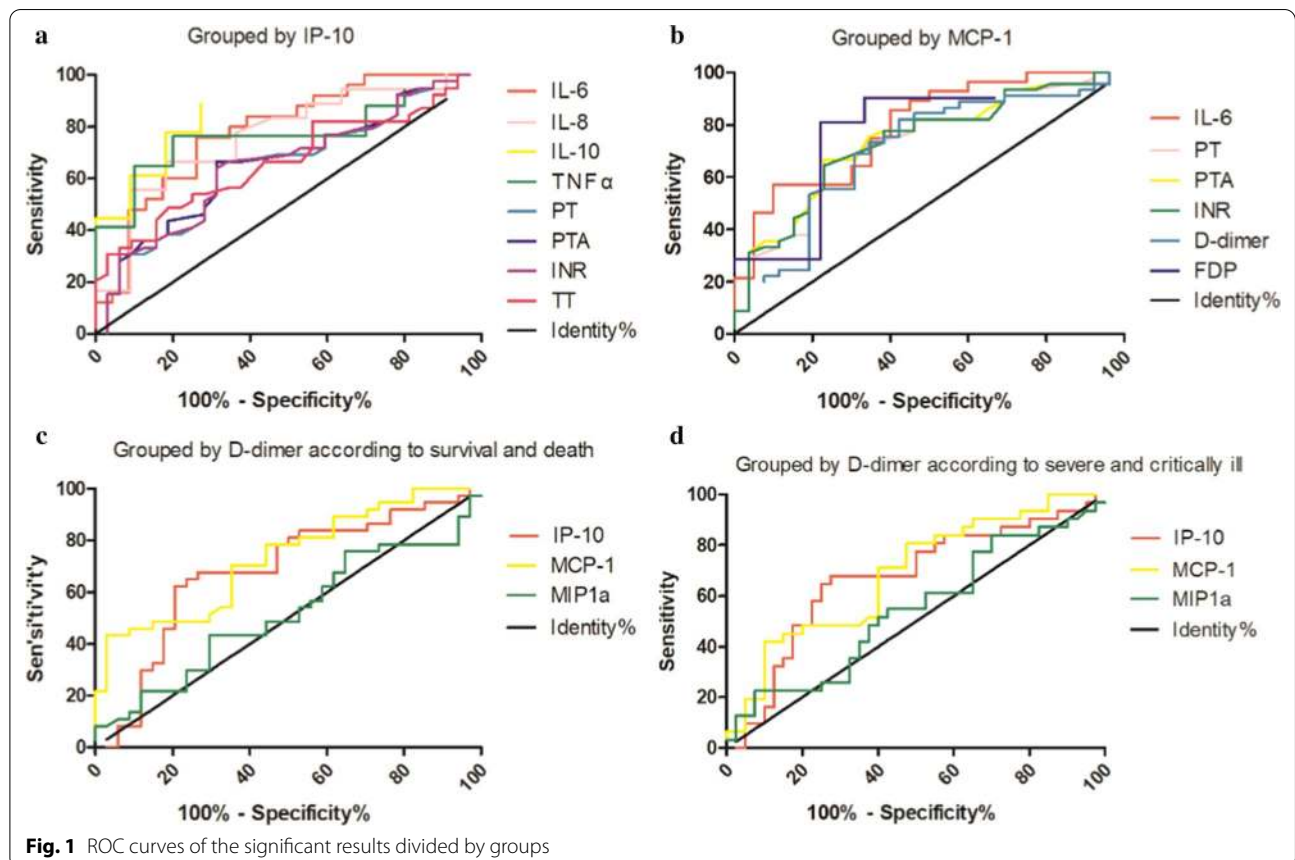 a
Grouped by IP-10
Sensitivity
100
80
60
40
20
0
0
20
40
60
80
100
100% - Specificity%
IL-6
IL-8
IL-10
TNFα
PT
PTA
INR
TT
Identity%
b
Grouped by MCP-1
Sensitivity
100
80
60
40
20
0
0
20
40
60
80
100
100% - Specificity%
IL-6
PT
PTA
INR
D-dimer
FDP
Identity%
c
Grouped by D-dimer according to survival and death
Sen'si'ti'vi't'y
100
80
60
40
20
0
0
20
40
60
80
100
100% - Specificity%
IP-10
MCP-1
MIP1a
Identity%
d
Grouped by D-dimer according to severe and critically ill
Sensitivity
100
80
60
40
20
0
0
20
40
60
80
100
100% - Specificity%
IP-10
MCP-1
MIP1a
Identity%
Fig. 1 ROC curves of the significant results divided by groups